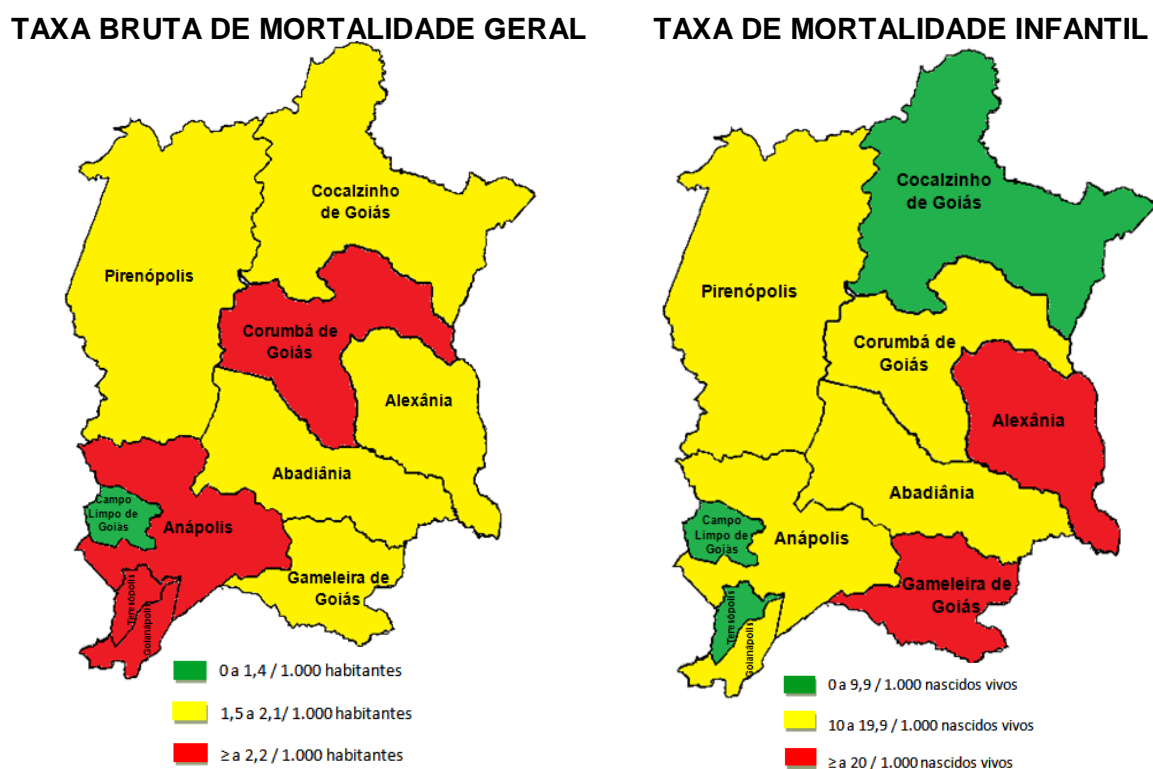 TAXA BRUTA DE MORTALIDADE GERAL
Cocalzinho
de Goiás
Pirenópolis
Corumbá de
Goiás
Alexânia
Abadiânia
Campo
Limpo de
Goiás
Anápolis
Gameleira de
Goiás
Teresópolis
Goianápolis
0 a 1,4 / 1.000 habitantes
1,5 a 2,1/ 1.000 habitantes
≥ a 2,2 / 1.000 habitantes
TAXA DE MORTALIDADE INFANTIL
Cocalzinho
de Goiás
Pirenópolis
Corumbá de
Goiás
Alexânia
Abadiânia
Campo
Limpo de
Goiás
Anápolis
Gameleira de
Goiás
Teresópolis
Goianápolis
0 a 9,9 / 1.000 nascidos vivos
10 a 19,9 / 1.000 nascidos vivos
≥ a 20 / 1.000 nascidos vivos